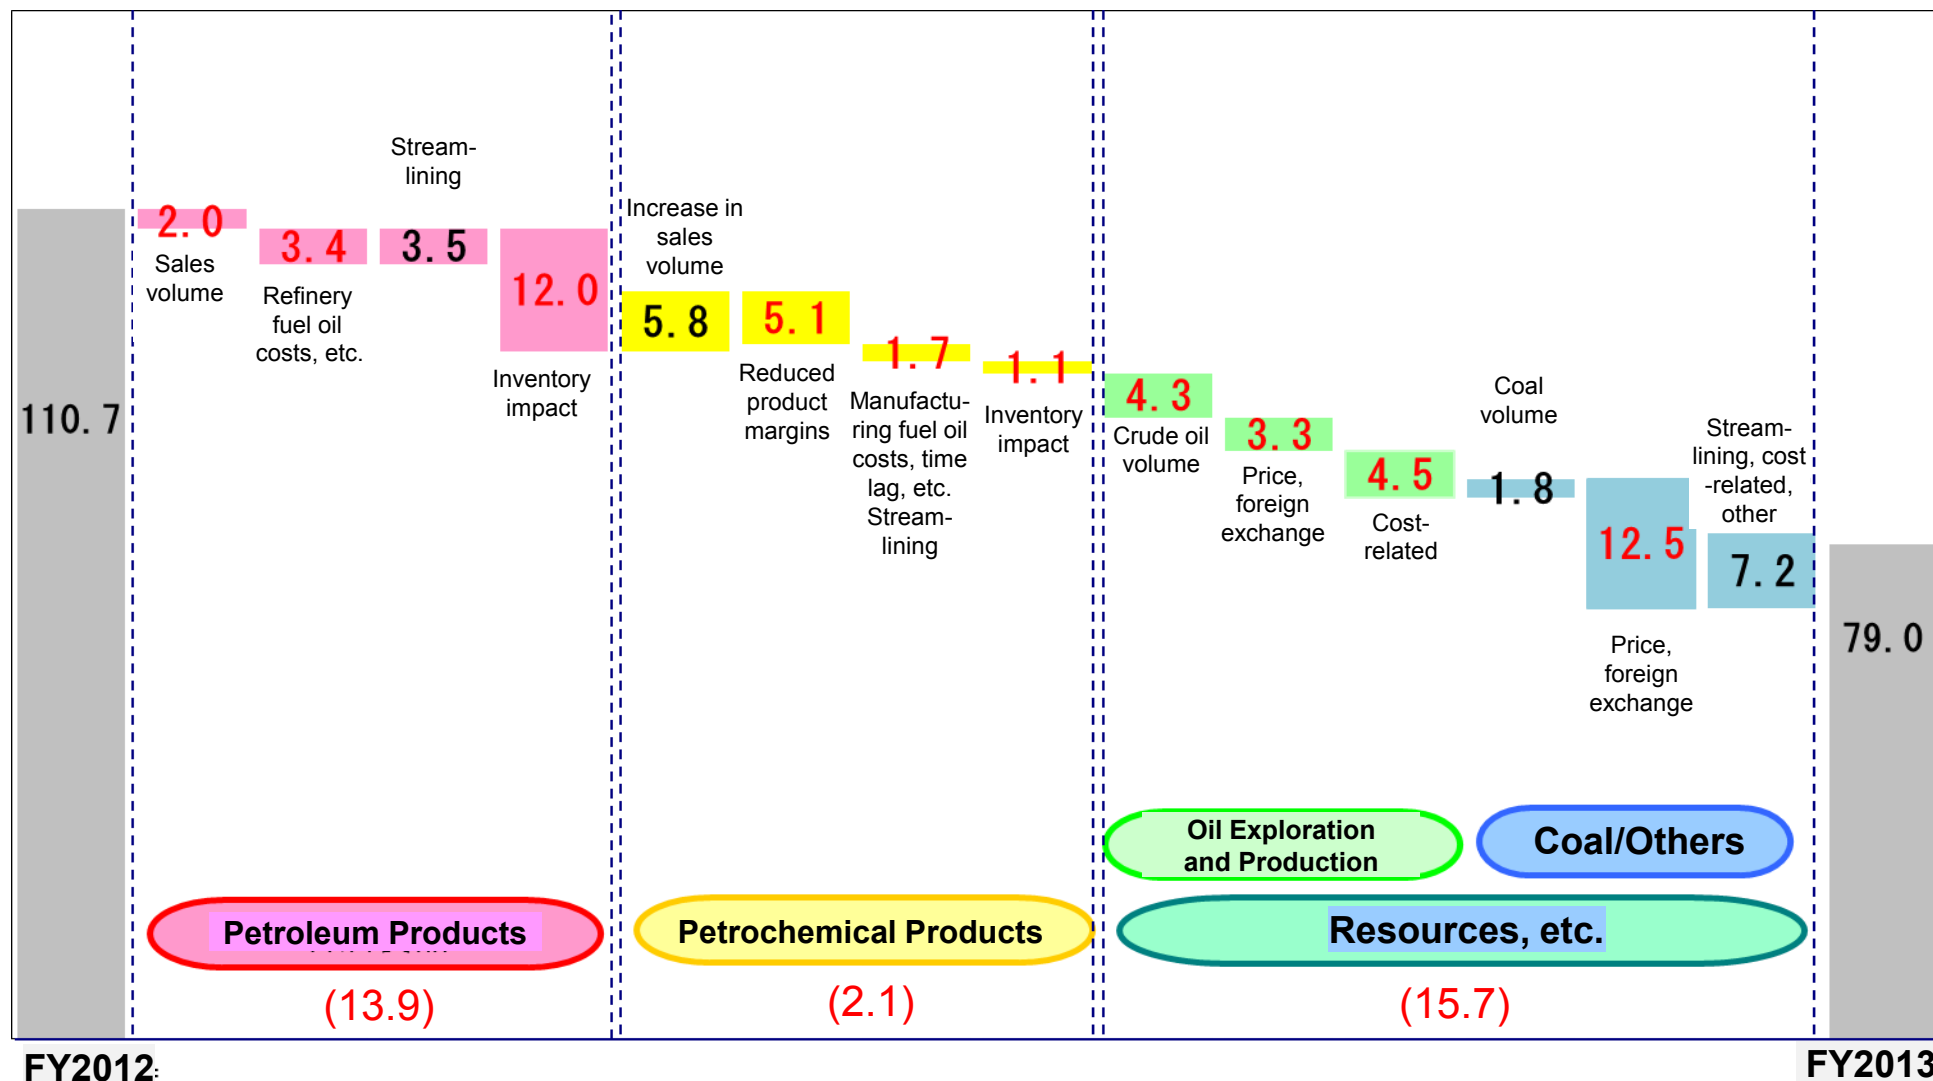 110.7
2.0
Sales
volume
3.4
Refinery
fuel oil
costs, etc.
Stream-
lining
3.5
12.0
Inventory
impact
Increase in
sales
volume
5.8
5.1
Reduced
product
margins
1.7
Manufactu-
ring fuel oil
costs, time
lag, etc.
Stream-
lining
1.1
Inventory
impact
4.3
Crude oil
volume
3.3
Price,
foreign
exchange
4.5
Cost-
related
Coal
volume
1.8
12.5
Price,
foreign
exchange
Stream-
lining, cost
-related,
other
7.2
79.0
Oil Exploration
and Production
Coal/Others
Petroleum Products
Petrochemical Products
Resources, etc.
(13.9)
(2.1)
(15.7)
FY2012:
FY2013